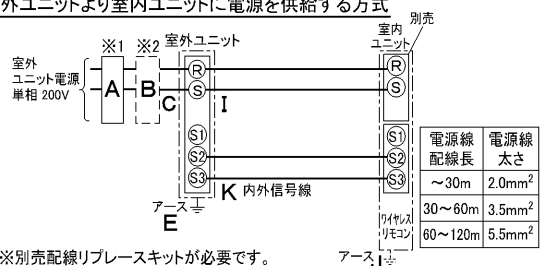 外ユニットより室内ユニットに電源を供給する方式
別売
※1 ※2 室外ユニット
室内
ユニット
室外
ユニット電源
単相 200V
A
B
C
R
S
I
R
S
S1
S2
S3
S1
S2
S3
K 内外信号線
アース
E
ワイヤレス
リモコン
電源線
配線長
電源線
太さ
～30m 2.0mm²
30～60m 3.5mm²
60～120m 5.5mm²
※別売配線リプレースキットが必要です。
アース